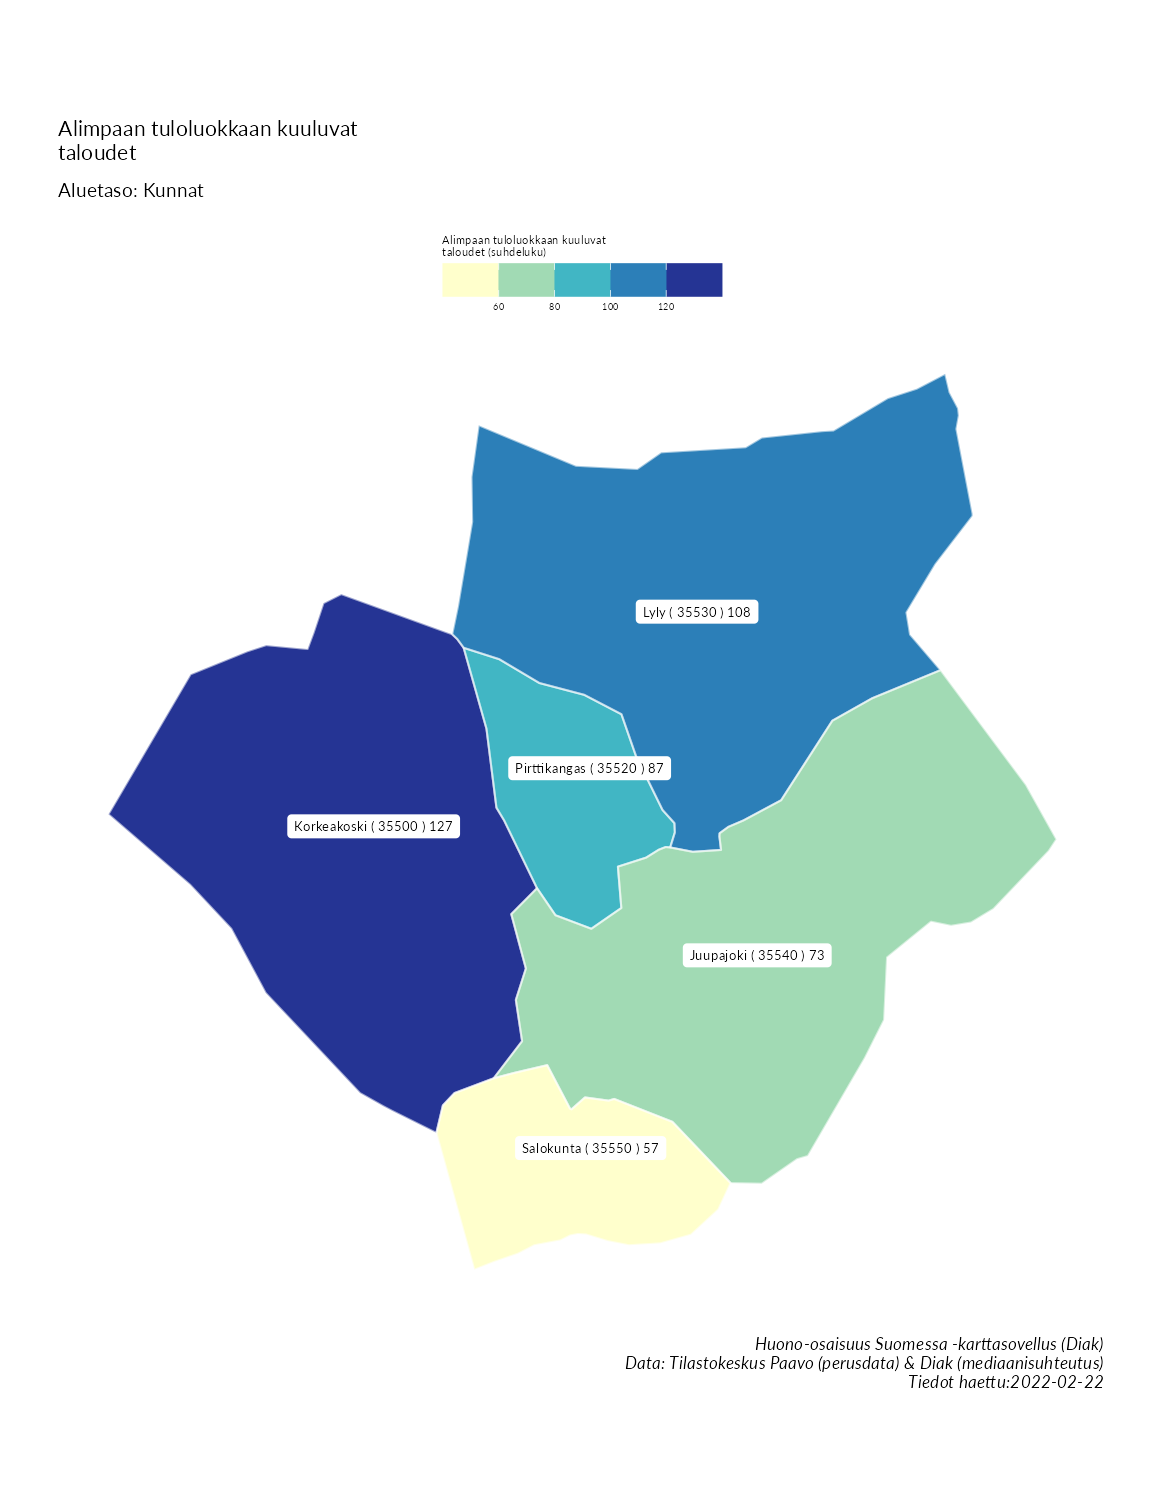 Alimpaan tuloluokkaan kuuluvat
taloudet
Aluetaso: Kunnat
Alimpaan tuloluokkaan kuuluvat
taloudet (suhdeluku)
60 80 100 120
Lyly ( 35530 ) 108
Pirttikangas ( 35520 ) 87
Korkeakoski ( 35500 ) 127
Juupajoki ( 35540 ) 73
Salokunta ( 35550 ) 57
Huono-osaisuus Suomessa -karttasovellus (Diak)
Data: Tilastokeskus Paavo (perusdata) & Diak (mediaanisuhteutus)
Tiedot haettu:2022-02-22